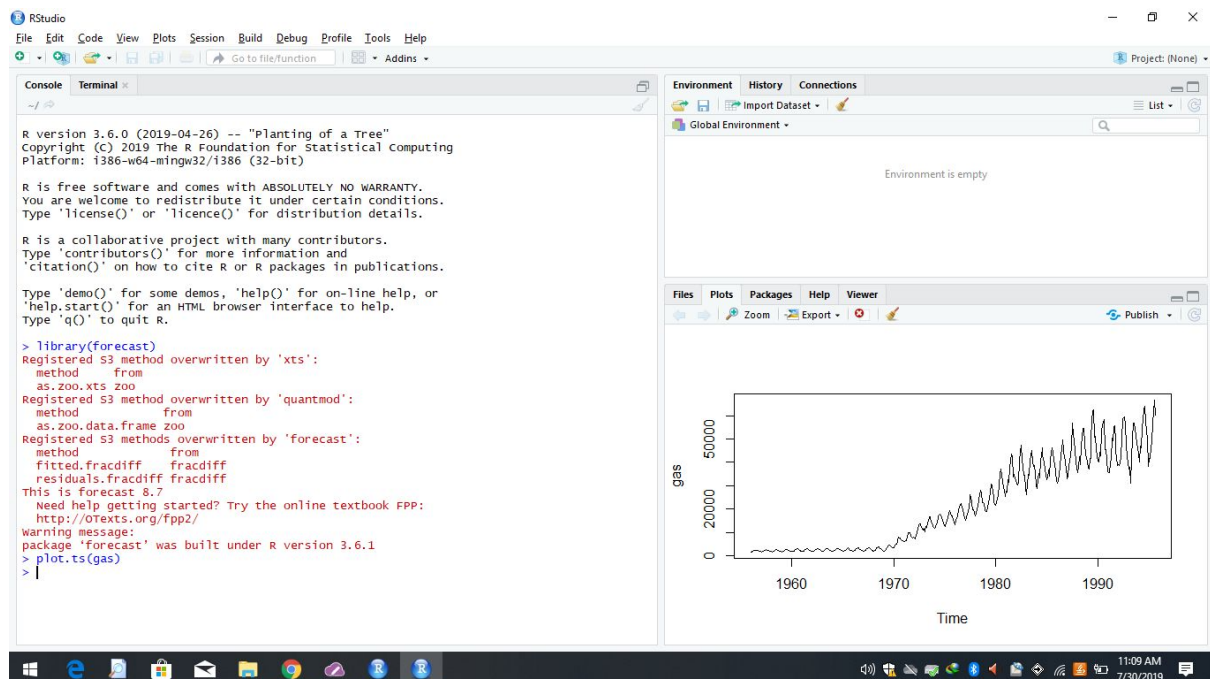 RStudio
File Edit Code View Plots Session Build Debug Profile Tools Help
Go to file/function Addins
Project: (None)
Console Terminal
~/
R version 3.6.0 (2019-04-26) -- "Planting of a Tree"
Copyright (C) 2019 The R Foundation for Statistical Computing
Platform: i386-w64-mingw32/i386 (32-bit)
R is free software and comes with ABSOLUTELY NO WARRANTY.
You are welcome to redistribute it under certain conditions.
Type 'license()' or 'licence()' for distribution details.
R is a collaborative project with many contributors.
Type 'contributors()' for more information and
'citation()' on how to cite R or R packages in publications.
Type 'demo()' for some demos, 'help()' for on-line help, or
'help.start()' for an HTML browser interface to help.
Type 'q()' to quit R.
> library(forecast)
Registered S3 method overwritten by 'xts':
method from
as.zoo.xts zoo
Registered S3 method overwritten by 'quantmod':
method from
as.zoo.data.frame zoo
Registered S3 methods overwritten by 'forecast':
method from
fitted.fracdiff fracdiff
residuals.fracdiff fracdiff
This is forecast 8.7
Need help getting started? Try the online textbook FPP:
http://OTexts.org/fpp2/
Warning message:
package ‘forecast’ was built under R version 3.6.1
> plot.ts(gas)
>
Environment History Connections
Import Dataset List
Global Environment
Environment is empty
Files Plots Packages Help Viewer
Zoom Export Publish
gas
50000
20000
0
1960 1970 1980 1990
Time
11:09 AM
7/30/2019